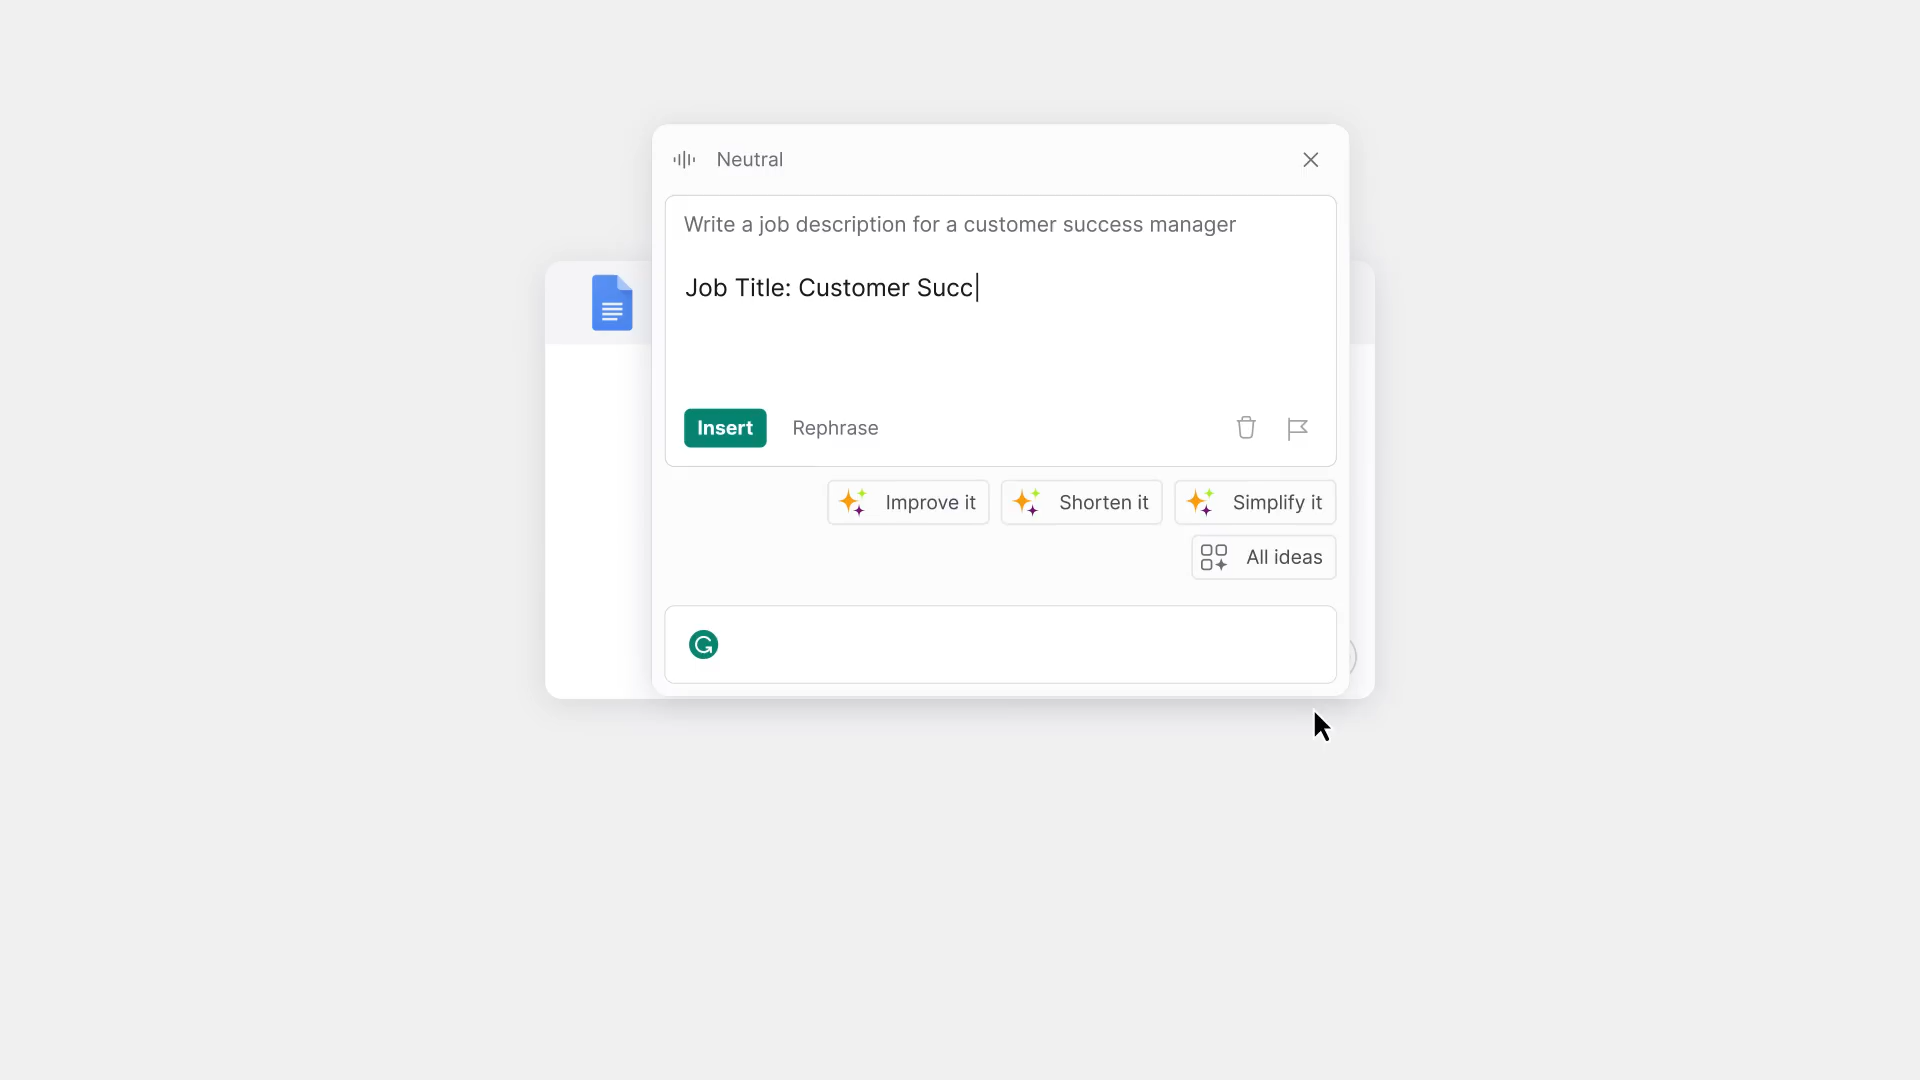 Neutral
Write a job description for a customer success manager
Job Title: Customer Succ
Insert Rephrase
Improve it Shorten it Simplify it
All ideas